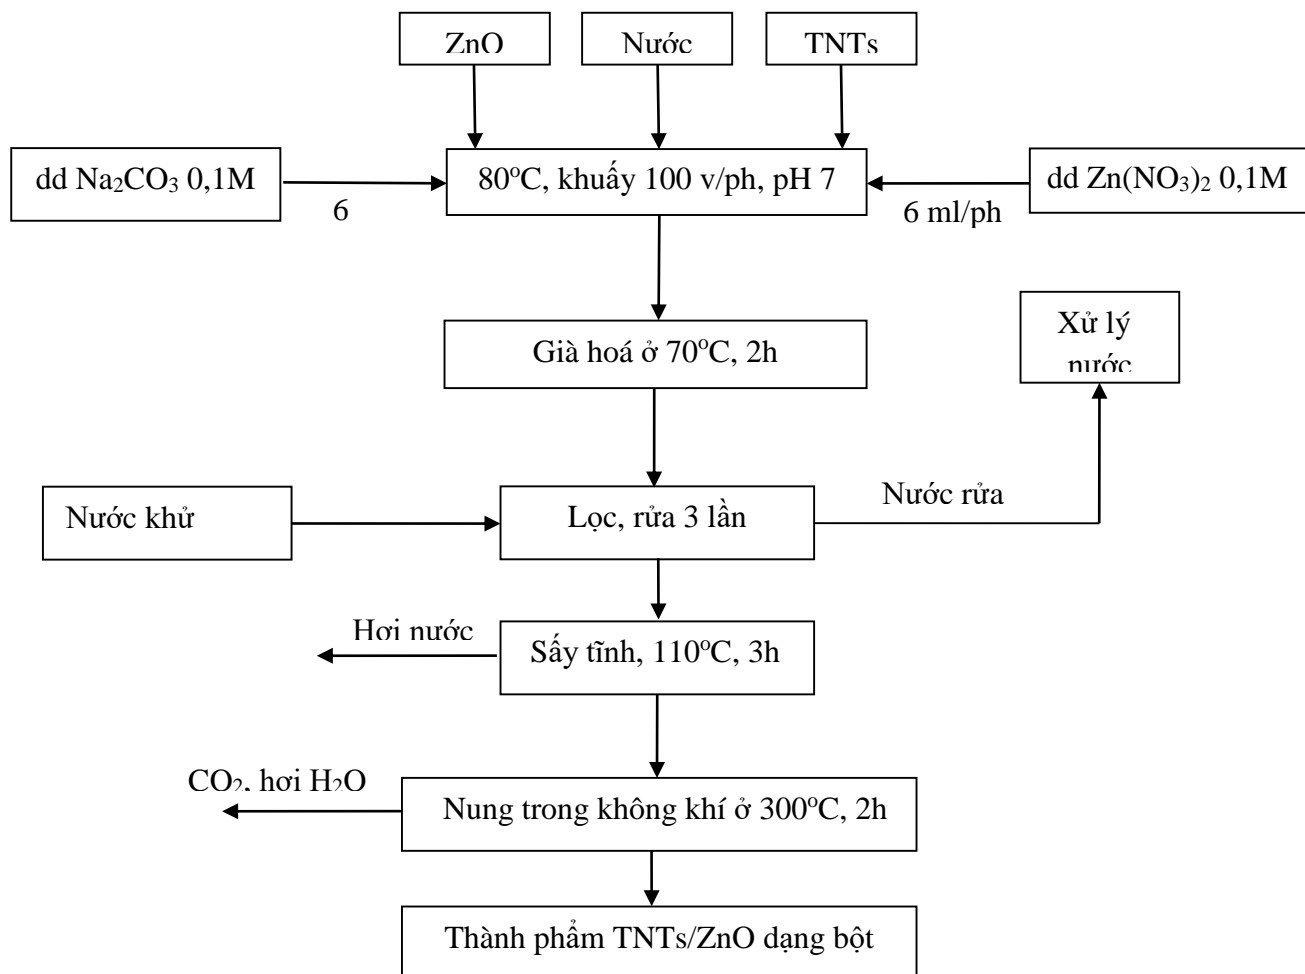 ZnO
Nước
TNTs
dd Na₂CO₃ 0,1M
80ºC, khuấy 100 v/ph, pH 7
dd Zn(NO₃)₂ 0,1M
6
6 ml/ph
Già hoá ở 70ºC, 2h
Xử lý
nước
Nước khử
Lọc, rửa 3 lần
Nước rửa
Hơi nước
Sấy tĩnh, 110ºC, 3h
CO₂, hơi H₂O
Nung trong không khí ở 300ºC, 2h
Thành phẩm TNTs/ZnO dạng bột